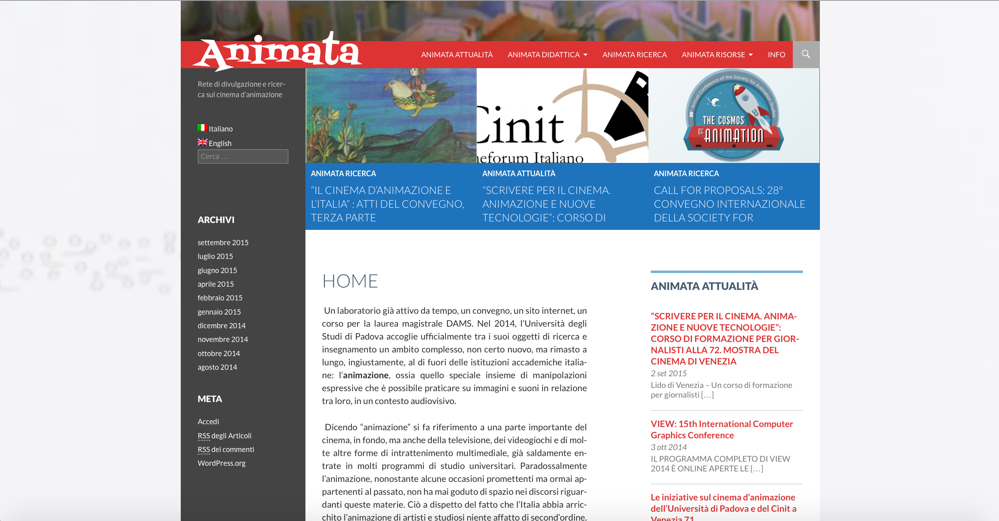 Animata
ANIMATA ATTUALITÀ
ANIMATA DIDATTICA
ANIMATA RICERCA
ANIMATA RISORSE
INFO
Rete di divulgazione e ricer-
ca sul cinema d’animazione
Italiano
English
Cerca …
ARCHIVI
settembre 2015
luglio 2015
giugno 2015
aprile 2015
febbraio 2015
gennaio 2015
dicembre 2014
novembre 2014
ottobre 2014
agosto 2014
META
Accedi
RSS degli Articoli
RSS dei commenti
WordPress.org
ANIMATA RICERCA
“IL CINEMA D’ANIMAZIONE E
L’ITALIA” : ATTI DEL CONVEGNO,
TERZA PARTE
Cinit
neforum Italiano
ANIMATA ATTUALITÀ
“SCRIVERE PER IL CINEMA.
ANIMAZIONE E NUOVE
TECNOLOGIE”: CORSO DI
28th Annual Conference of the Society for Animation Studies
THE COSMOS
OF ANIMATION
ANIMATA RICERCA
CALL FOR PROPOSALS: 28°
CONVEGNO INTERNAZIONALE
DELLA SOCIETY FOR
HOME
Un laboratorio già attivo da tempo, un convegno, un sito internet, un
corso per la laurea magistrale DAMS. Nel 2014, l’Università degli
Studi di Padova accoglie ufficialmente tra i suoi oggetti di ricerca e
insegnamento un ambito complesso, non certo nuovo, ma rimasto a
lungo, ingiustamente, al di fuori delle istituzioni accademiche italia-
ne: l’animazione, ossia quello speciale insieme di manipolazioni
espressive che è possibile praticare su immagini e suoni in relazione
tra loro, in un contesto audiovisivo.
Dicendo “animazione” si fa riferimento a una parte importante del
cinema, in fondo, ma anche della televisione, dei videogiochi e di mol-
te altre forme di intrattenimento multimediale, già saldamente en-
trate in molti programmi di studio universitari. Paradossalmente
l’animazione, nonostante alcune occasioni promettenti ma ormai ap-
partenenti al passato, non ha mai goduto di spazio nei discorsi riguar-
danti queste materie. Ciò a dispetto del fatto che l’Italia abbia arric-
chito l’animazione di artisti e studiosi niente affatto di second’ordine.
ANIMATA ATTUALITÀ
“SCRIVERE PER IL CINEMA. ANIMA-
ZIONE E NUOVE TECNOLOGIE”:
CORSO DI FORMAZIONE PER GIOR-
NALISTI ALLA 72. MOSTRA DEL
CINEMA DI VENEZIA
2 set 2015
Lido di Venezia – Un corso di formazione
per giornalisti […]
VIEW: 15th International Computer
Graphics Conference
3 ott 2014
IL PROGRAMMA COMPLETO DI VIEW
2014 È ONLINE APERTE LE […]
Le iniziative sul cinema d’animazione
dell’Università di Padova e del Cinit a
Venezia 71